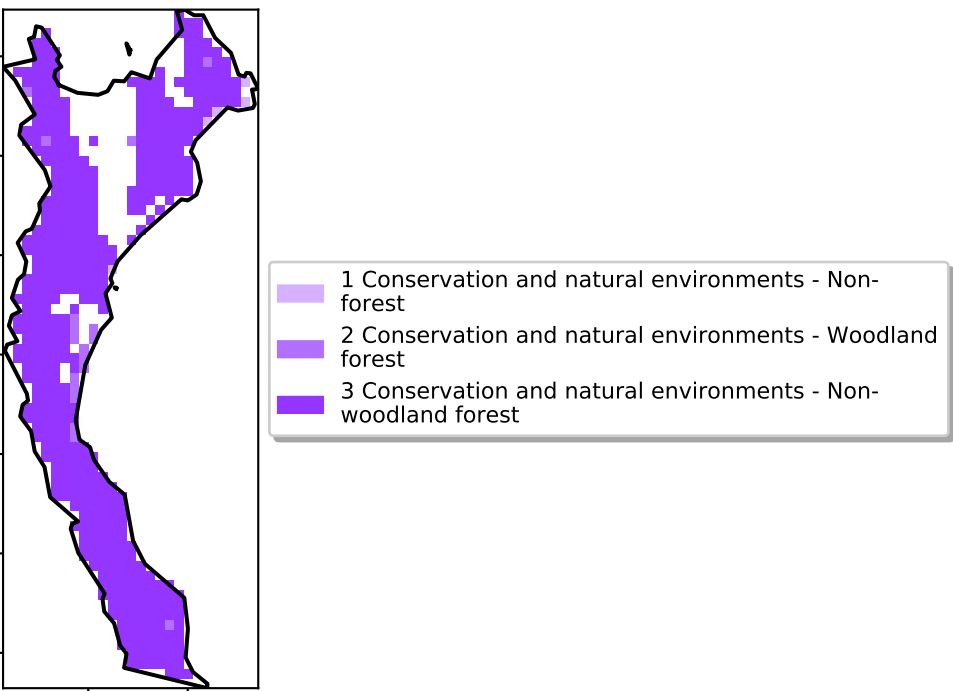 1 Conservation and natural environments - Non-
forest
2 Conservation and natural environments - Woodland
forest
3 Conservation and natural environments - Non-
woodland forest